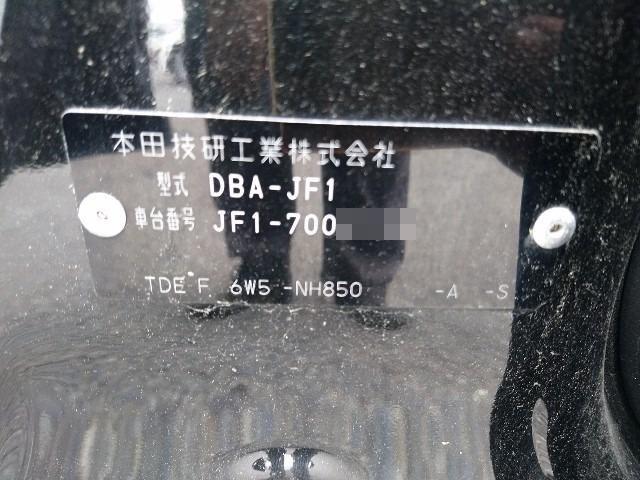 本田技研工業株式会社
型式 DBA-JF1
車台番号 JF1-700
TDE F 6W5 -NH850 -A -S